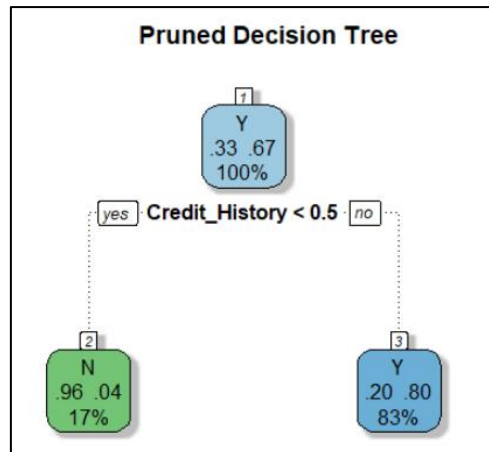 Pruned Decision Tree
1
Y
.33 .67
100%
yes Credit_History < 0.5 no
2
N
.96 .04
17%
3
Y
.20 .80
83%